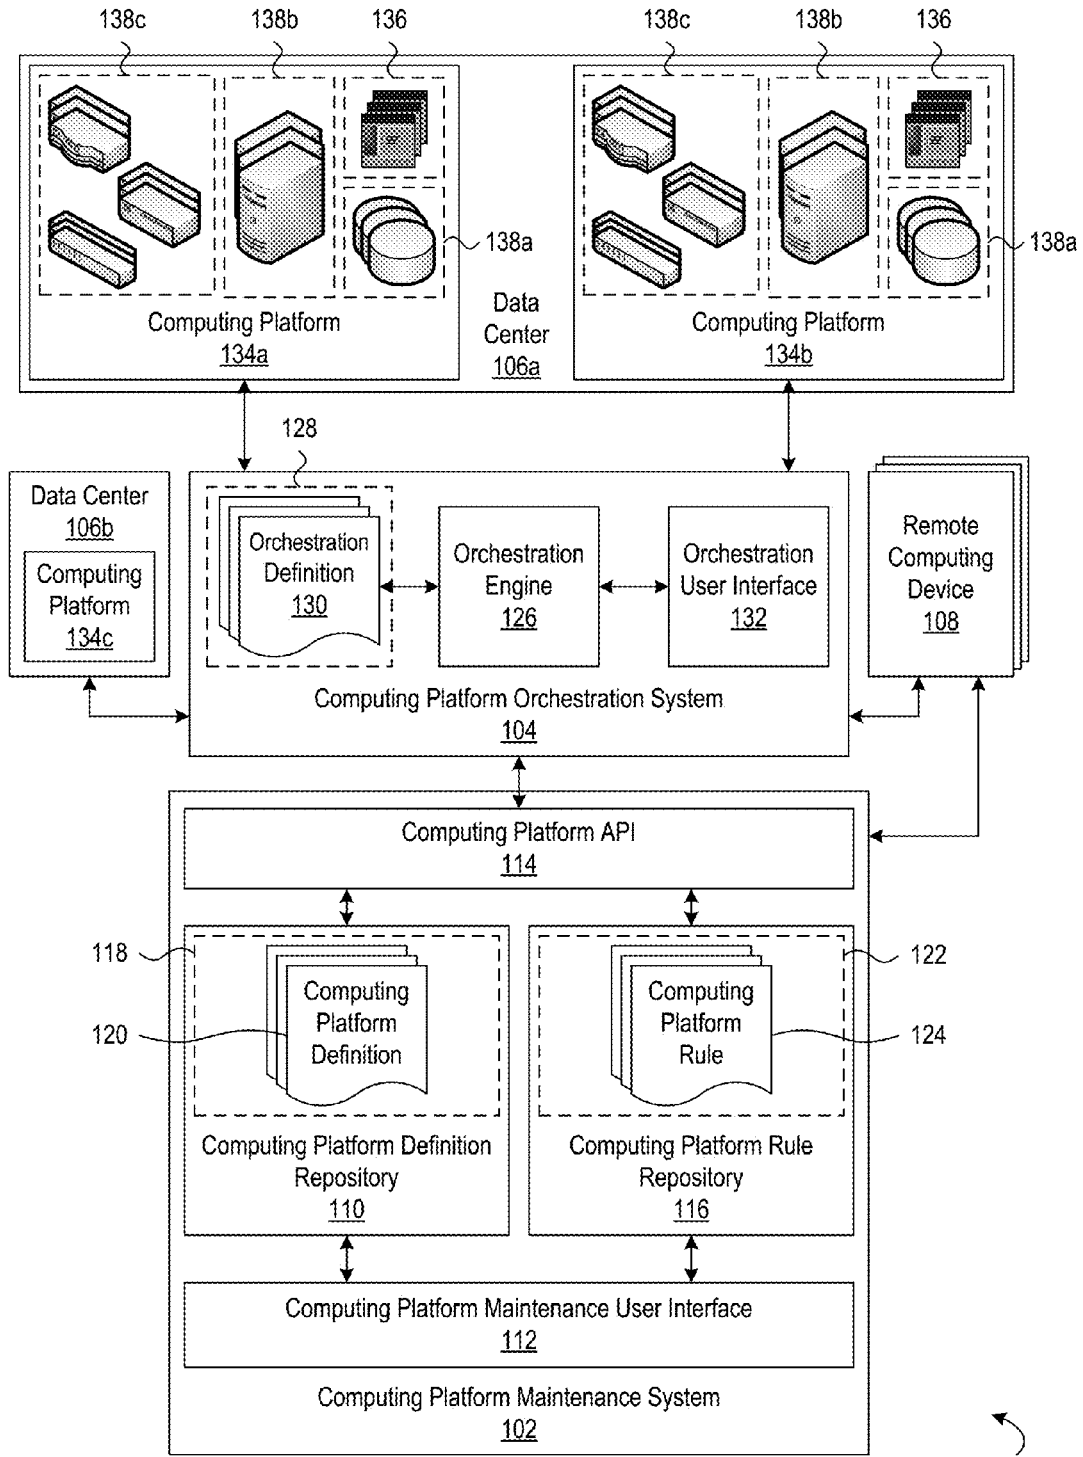 138c
138b
136
138c
138b
136
138a
138a
Computing Platform
134a
Data
Center
106a
Computing Platform
134b
128
Data Center
106b
Computing
Platform
134c
Orchestration
Definition
130
Orchestration
Engine
126
Orchestration
User Interface
132
Remote
Computing
Device
108
Computing Platform Orchestration System
104
Computing Platform API
114
118
122
Computing
Platform
Definition
120
Computing
Platform
Rule
124
Computing Platform Definition
Repository
110
Computing Platform Rule
Repository
116
Computing Platform Maintenance User Interface
112
Computing Platform Maintenance System
102